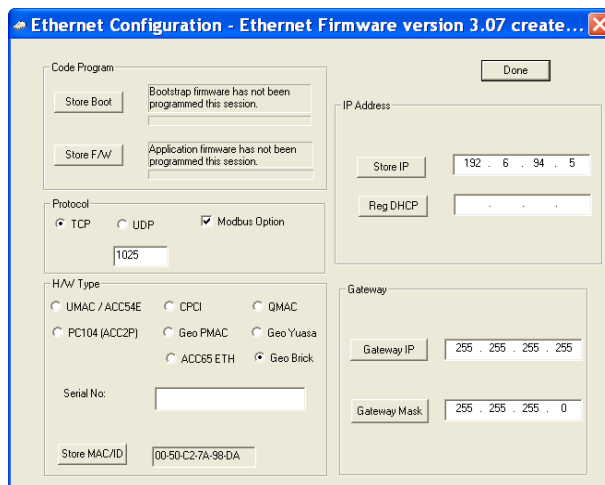 Ethernet Configuration - Ethernet Firmware version 3.07 create...
Code Program
Store Boot
Bootstrap firmware has not been
programmed this session.
Store F/W
Application firmware has not been
programmed this session.
Done
IP Address
Store IP
192 . 6 . 94 . 5
Reg DHCP
. . .
Protocol
TCP
UDP
Modbus Option
1025
H/W Type
UMAC / ACC54E
CPCI
QMAC
PC104 (ACC2P)
Geo PMAC
Geo Yuasa
ACC65 ETH
Geo Brick
Serial No:
Store MAC/ID
00-50-C2-7A-98-DA
Gateway
Gateway IP
255 . 255 . 255 . 255
Gateway Mask
255 . 255 . 255 . 0